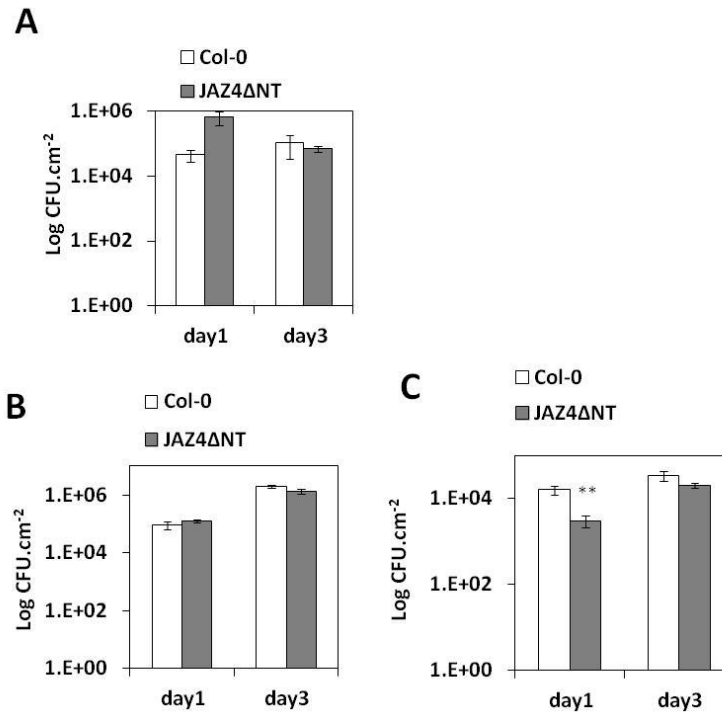 A
Col-0
JAZ4ΔNT
1.E+06
1.E+04
1.E+02
1.E+00
Log CFU.cm-2
day1
day3
B
Col-0
JAZ4ΔNT
1.E+06
1.E+04
1.E+02
1.E+00
Log CFU.cm-2
day1
day3
C
Col-0
JAZ4ΔNT
**
1.E+04
1.E+02
1.E+00
Log CFU.cm-2
day1
day3